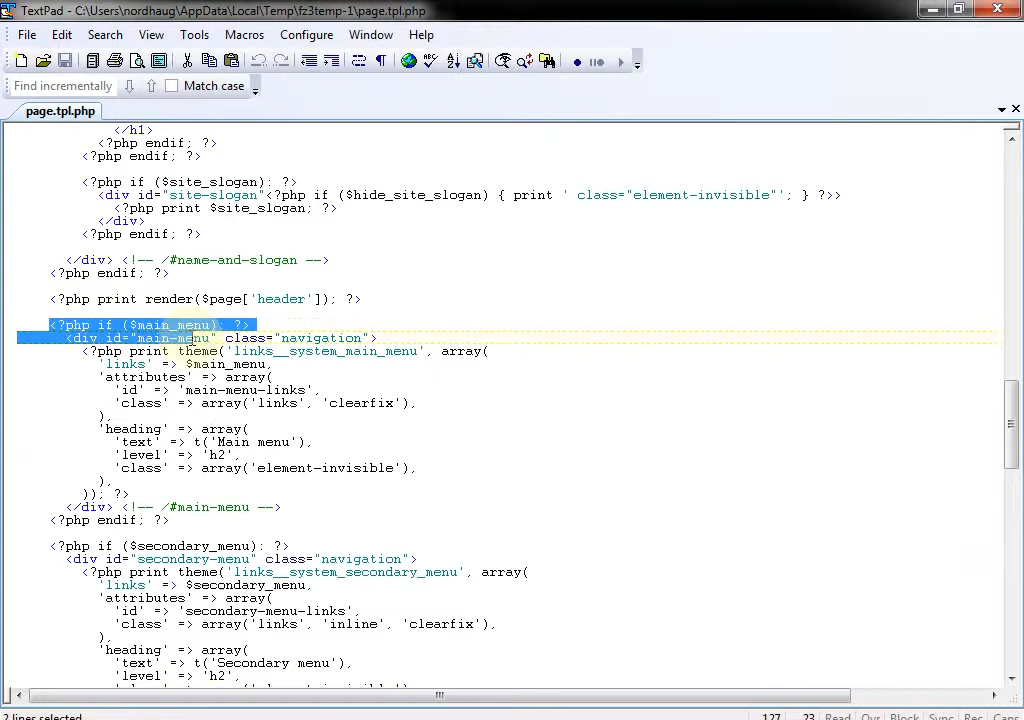 TextPad - C:\Users\nordhaug\AppData\Local\Temp\fz3temp-1\page.tpl.php
File Edit Search View Tools Macros Configure Window Help
Find incrementally Match case
page.tpl.php
</h1>
<?php endif; ?>
<?php endif; ?>
<?php if ($site_slogan): ?>
<div id="site-slogan"<?php if ($hide_site_slogan) { print ' class="element-invisible"'; } ?>>
<?php print $site_slogan; ?>
</div>
<?php endif; ?>
</div> <!-- /#name-and-slogan -->
<?php endif; ?>
<?php print render($page['header']); ?>
<?php if ($main_menu): ?>
<div id="main-menu" class="navigation">
<?php print theme('links__system_main_menu', array(
'links' => $main_menu,
'attributes' => array(
'id' => 'main-menu-links',
'class' => array('links', 'clearfix'),
),
'heading' => array(
'text' => t('Main menu'),
'level' => 'h2',
'class' => array('element-invisible'),
),
)); ?>
</div> <!-- /#main-menu -->
<?php endif; ?>
<?php if ($secondary_menu): ?>
<div id="secondary-menu" class="navigation">
<?php print theme('links__system_secondary_menu', array(
'links' => $secondary_menu,
'attributes' => array(
'id' => 'secondary-menu-links',
'class' => array('links', 'inline', 'clearfix'),
),
'heading' => array(
'text' => t('Secondary menu'),
'level' => 'h2',
2 lines selected 127 23 Read Ovr Block Sync Rec Caps